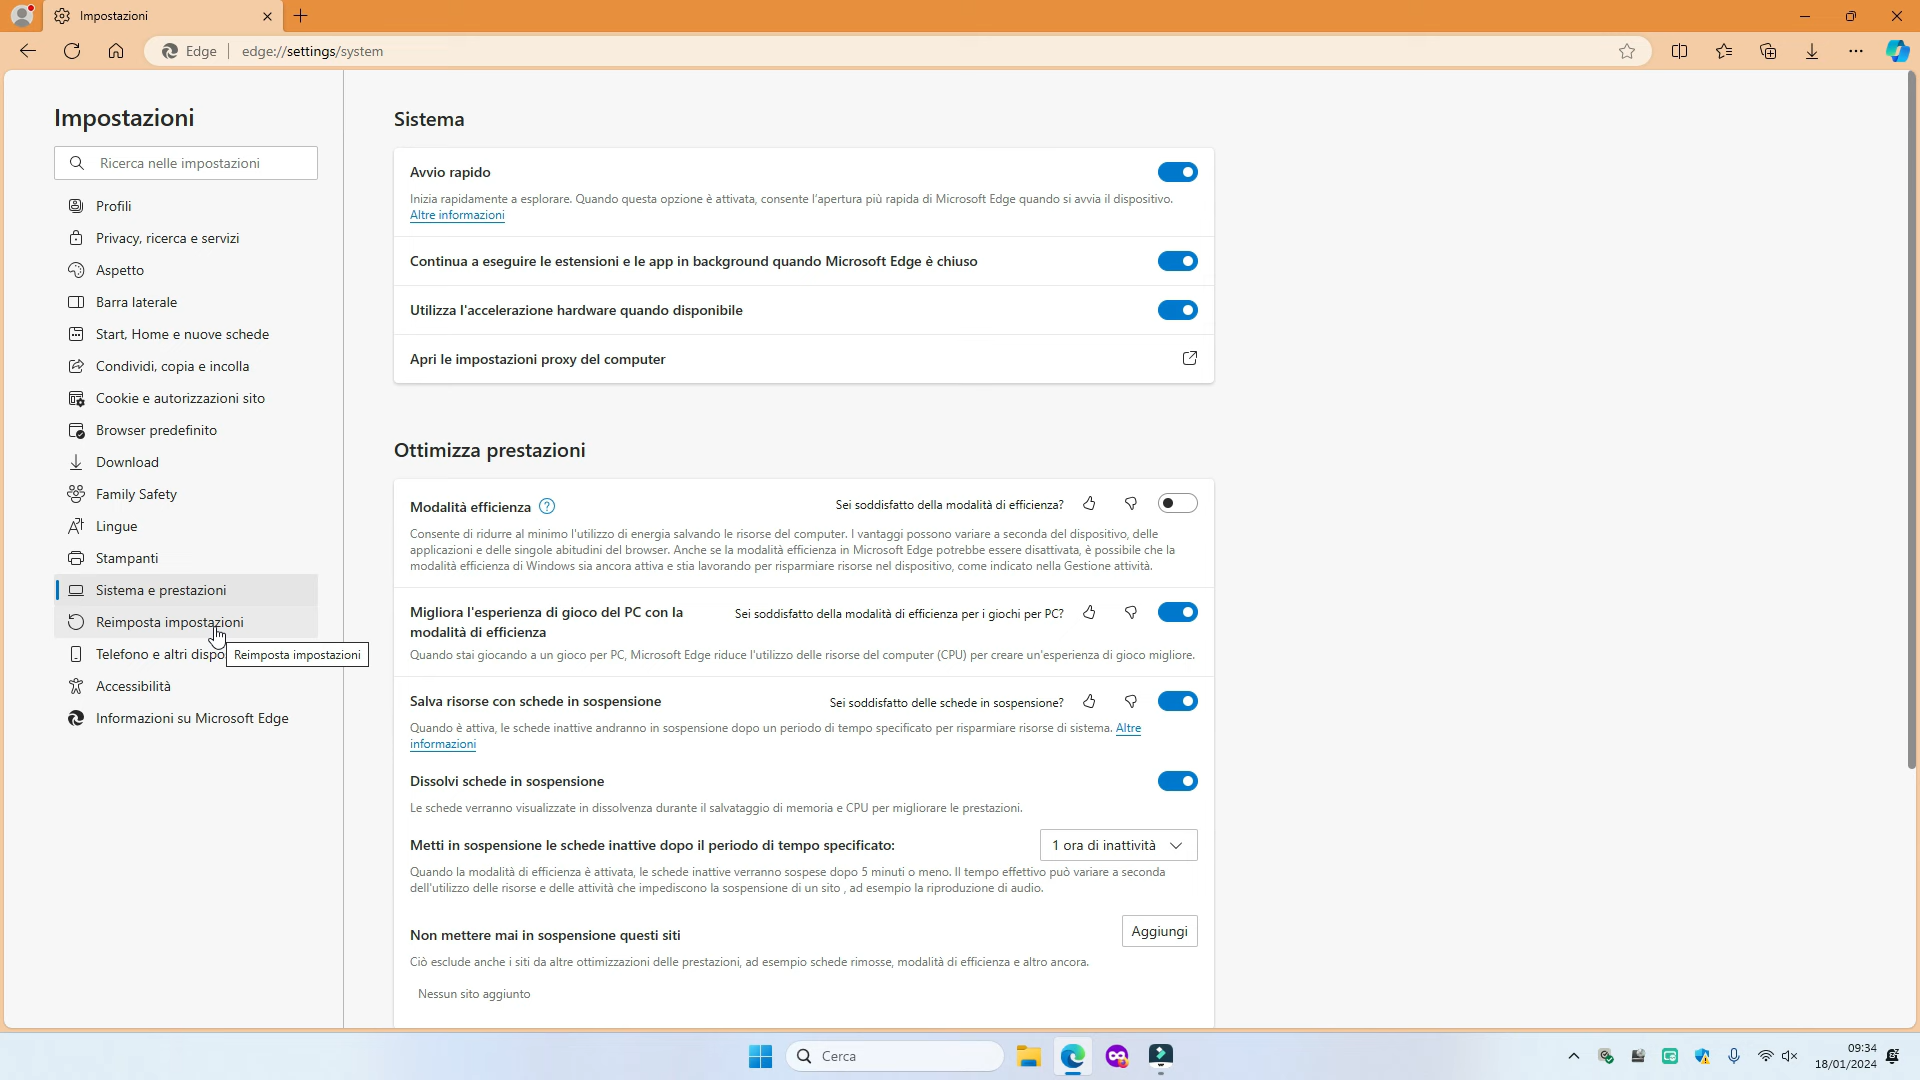 Impostazioni
Edge
edge://settings/system
Impostazioni
Ricerca nelle impostazioni
Profili
Privacy, ricerca e servizi
Aspetto
Barra laterale
Start, Home e nuove schede
Condividi, copia e incolla
Cookie e autorizzazioni sito
Browser predefinito
Download
Family Safety
Lingue
Stampanti
Sistema e prestazioni
Reimposta impostazioni
Telefono e altri dispo
Reimposta impostazioni
Accessibilità
Informazioni su Microsoft Edge
Sistema
Avvio rapido
Inizia rapidamente a esplorare. Quando questa opzione è attivata, consente l'apertura più rapida di Microsoft Edge quando si avvia il dispositivo.
Altre informazioni
Continua a eseguire le estensioni e le app in background quando Microsoft Edge è chiuso
Utilizza l'accelerazione hardware quando disponibile
Apri le impostazioni proxy del computer
Ottimizza prestazioni
Modalità efficienza
Sei soddisfatto della modalità di efficienza?
Consente di ridurre al minimo l'utilizzo di energia salvando le risorse del computer. I vantaggi possono variare a seconda del dispositivo, delle
applicazioni e delle singole abitudini del browser. Anche se la modalità efficienza in Microsoft Edge potrebbe essere disattivata, è possibile che la
modalità efficienza di Windows sia ancora attiva e stia lavorando per risparmiare risorse nel dispositivo, come indicato nella Gestione attività.
Migliora l'esperienza di gioco del PC con la
modalità di efficienza
Sei soddisfatto della modalità di efficienza per i giochi per PC?
Quando stai giocando a un gioco per PC, Microsoft Edge riduce l'utilizzo delle risorse del computer (CPU) per creare un'esperienza di gioco migliore.
Salva risorse con schede in sospensione
Sei soddisfatto delle schede in sospensione?
Quando è attiva, le schede inattive andranno in sospensione dopo un periodo di tempo specificato per risparmiare risorse di sistema. Altre
informazioni
Dissolvi schede in sospensione
Le schede verranno visualizzate in dissolvenza durante il salvataggio di memoria e CPU per migliorare le prestazioni.
Metti in sospensione le schede inattive dopo il periodo di tempo specificato:
1 ora di inattività
Quando la modalità di efficienza è attivata, le schede inattive verranno sospese dopo 5 minuti o meno. Il tempo effettivo può variare a seconda
dell'utilizzo delle risorse e delle attività che impediscono la sospensione di un sito , ad esempio la riproduzione di audio.
Non mettere mai in sospensione questi siti
Aggiungi
Ciò esclude anche i siti da altre ottimizzazioni delle prestazioni, ad esempio schede rimosse, modalità di efficienza e altro ancora.
Nessun sito aggiunto
Cerca
09:34
18/01/2024